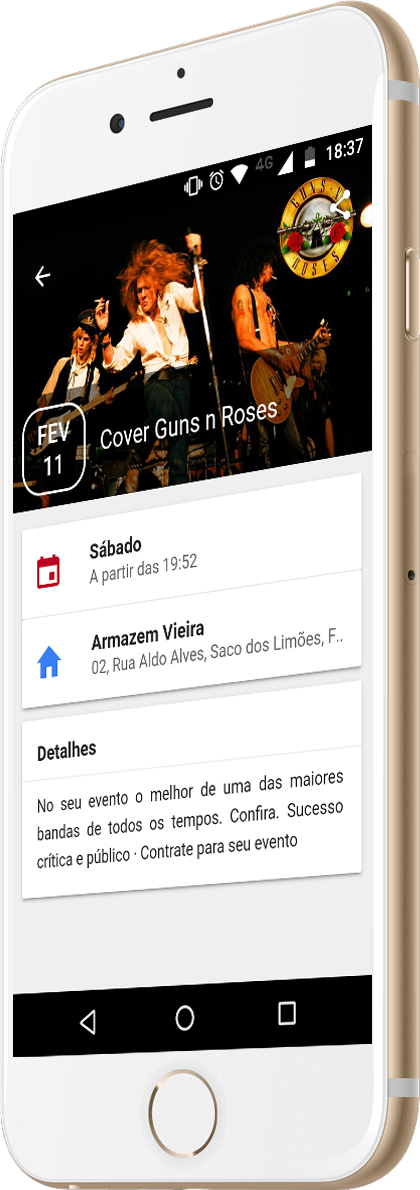 4G 18:37
GUNS N
ROSES
FEV
11
Cover Guns n Roses
Sábado
A partir das 19:52
Armazem Vieira
02, Rua Aldo Alves, Saco dos Limões, F..
Detalhes
No seu evento o melhor de uma das maiores
bandas de todos os tempos. Confira. Sucesso
crítica e público · Contrate para seu evento